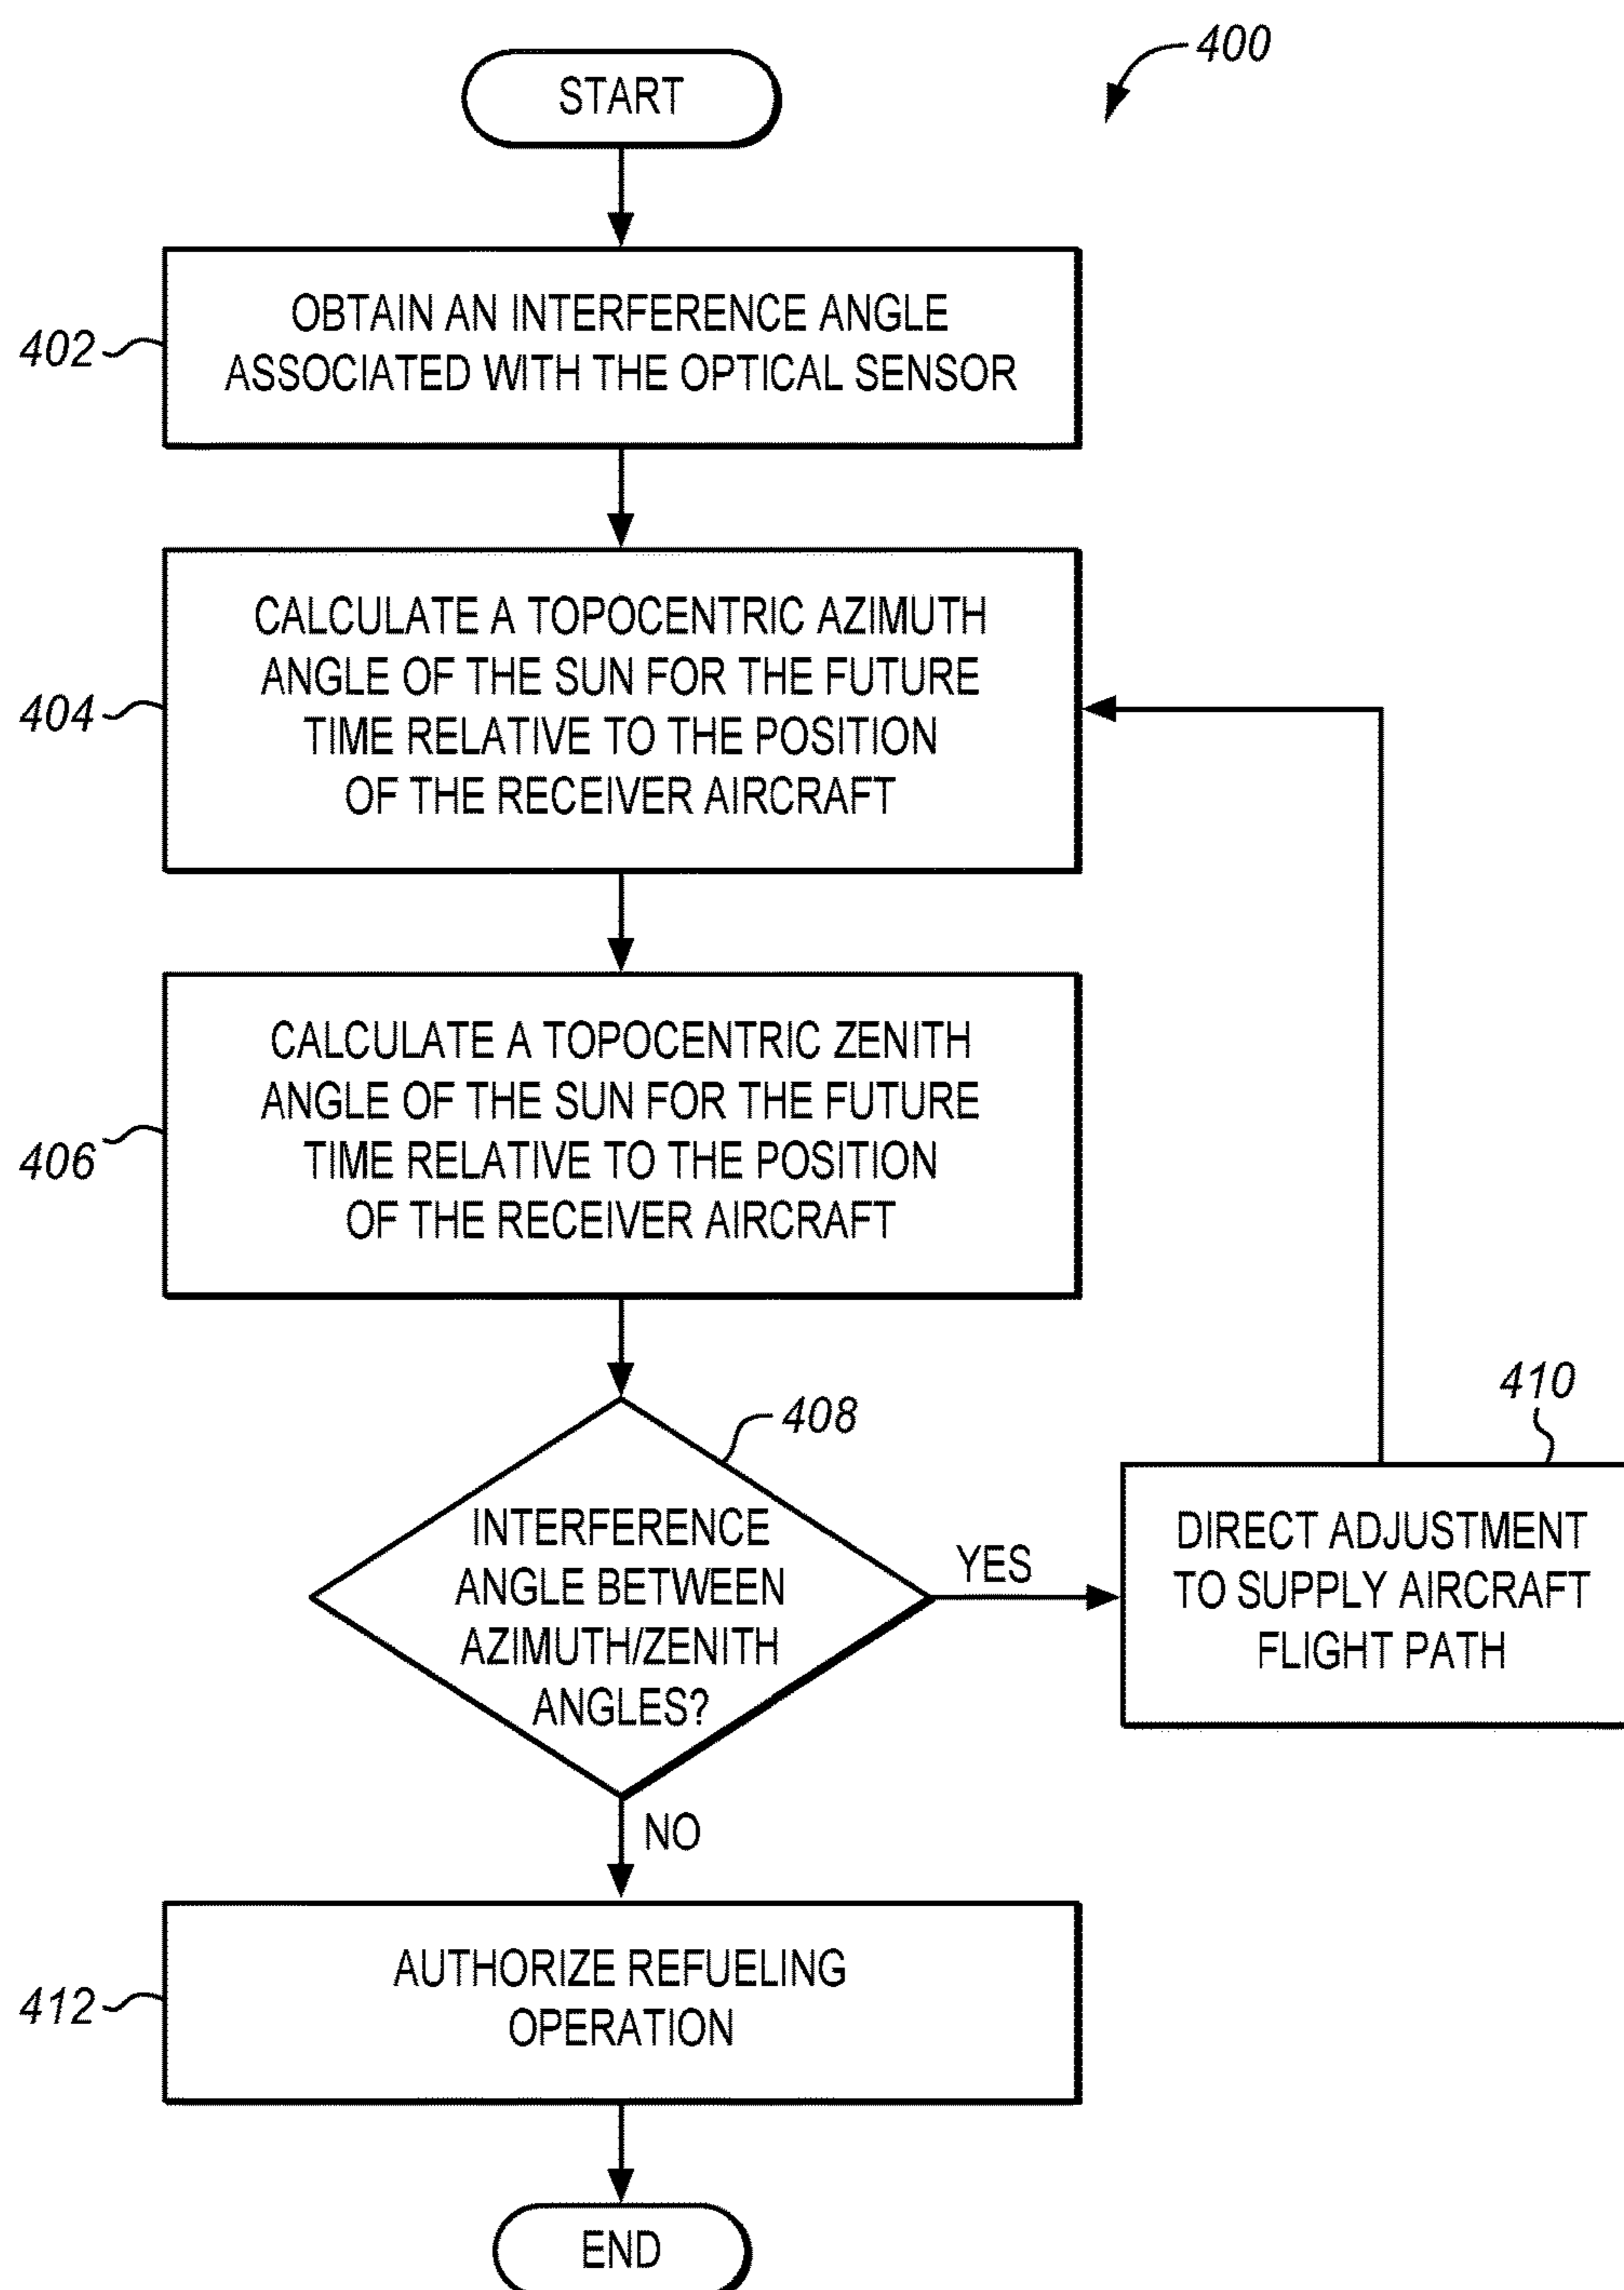 400
START
402
OBTAIN AN INTERFERENCE ANGLE
ASSOCIATED WITH THE OPTICAL SENSOR
404
CALCULATE A TOPOCENTRIC AZIMUTH
ANGLE OF THE SUN FOR THE FUTURE
TIME RELATIVE TO THE POSITION
OF THE RECEIVER AIRCRAFT
406
CALCULATE A TOPOCENTRIC ZENITH
ANGLE OF THE SUN FOR THE FUTURE
TIME RELATIVE TO THE POSITION
OF THE RECEIVER AIRCRAFT
408
INTERFERENCE
ANGLE BETWEEN
AZIMUTH/ZENITH
ANGLES?
YES
410
DIRECT ADJUSTMENT
TO SUPPLY AIRCRAFT
FLIGHT PATH
NO
412
AUTHORIZE REFUELING
OPERATION
END